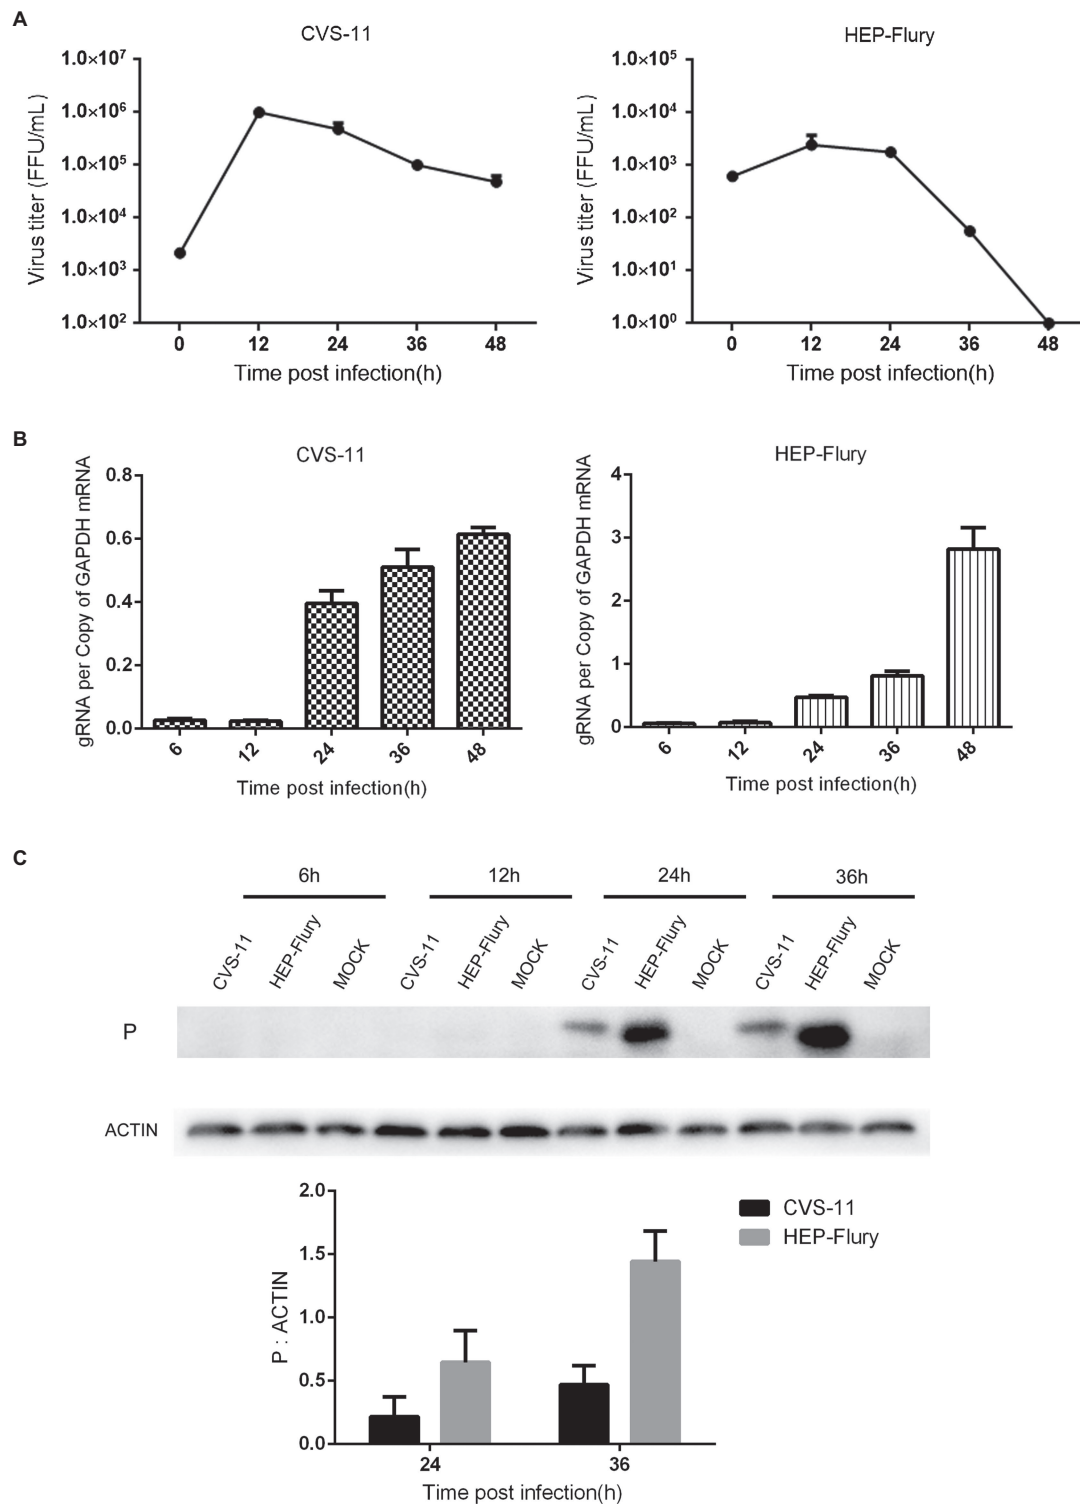 A
CVS-11
Virus titer (FFU/mL)
1.0×10⁷
1.0×10⁶
1.0×10⁵
1.0×10⁴
1.0×10³
1.0×10²
0 12 24 36 48
Time post infection(h)
HEP-Flury
Virus titer (FFU/mL)
1.0×10⁵
1.0×10⁴
1.0×10³
1.0×10²
1.0×10¹
1.0×10⁰
0 12 24 36 48
Time post infection(h)
B
CVS-11
gRNA per Copy of GAPDH mRNA
0.8
0.6
0.4
0.2
0.0
6 12 24 36 48
Time post infection(h)
HEP-Flury
gRNA per Copy of GAPDH mRNA
4
3
2
1
0
6 12 24 36 48
Time post infection(h)
C
6h 12h 24h 36h
CVS-11 HEP-Flury MOCK CVS-11 HEP-Flury MOCK CVS-11 HEP-Flury MOCK CVS-11 HEP-Flury MOCK
P
ACTIN
P : ACTIN
2.0
1.5
1.0
0.5
0.0
24 36
Time post infection(h)
CVS-11
HEP-Flury